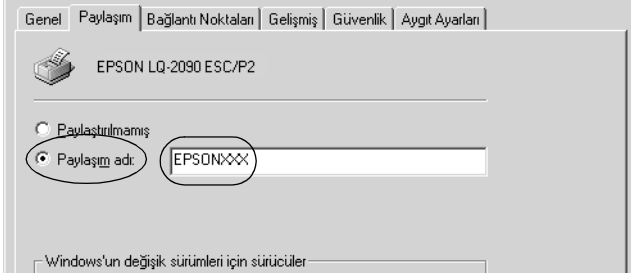 Genel Paylaşım Bağlantı Noktaları Gelişmiş Güvenlik Aygıt Ayarları
EPSON LQ-2090 ESC/P2
Paylaştırılmamış
Paylaşım adı: EPSONXXX
Windows'un değişik sürümleri için sürücüler